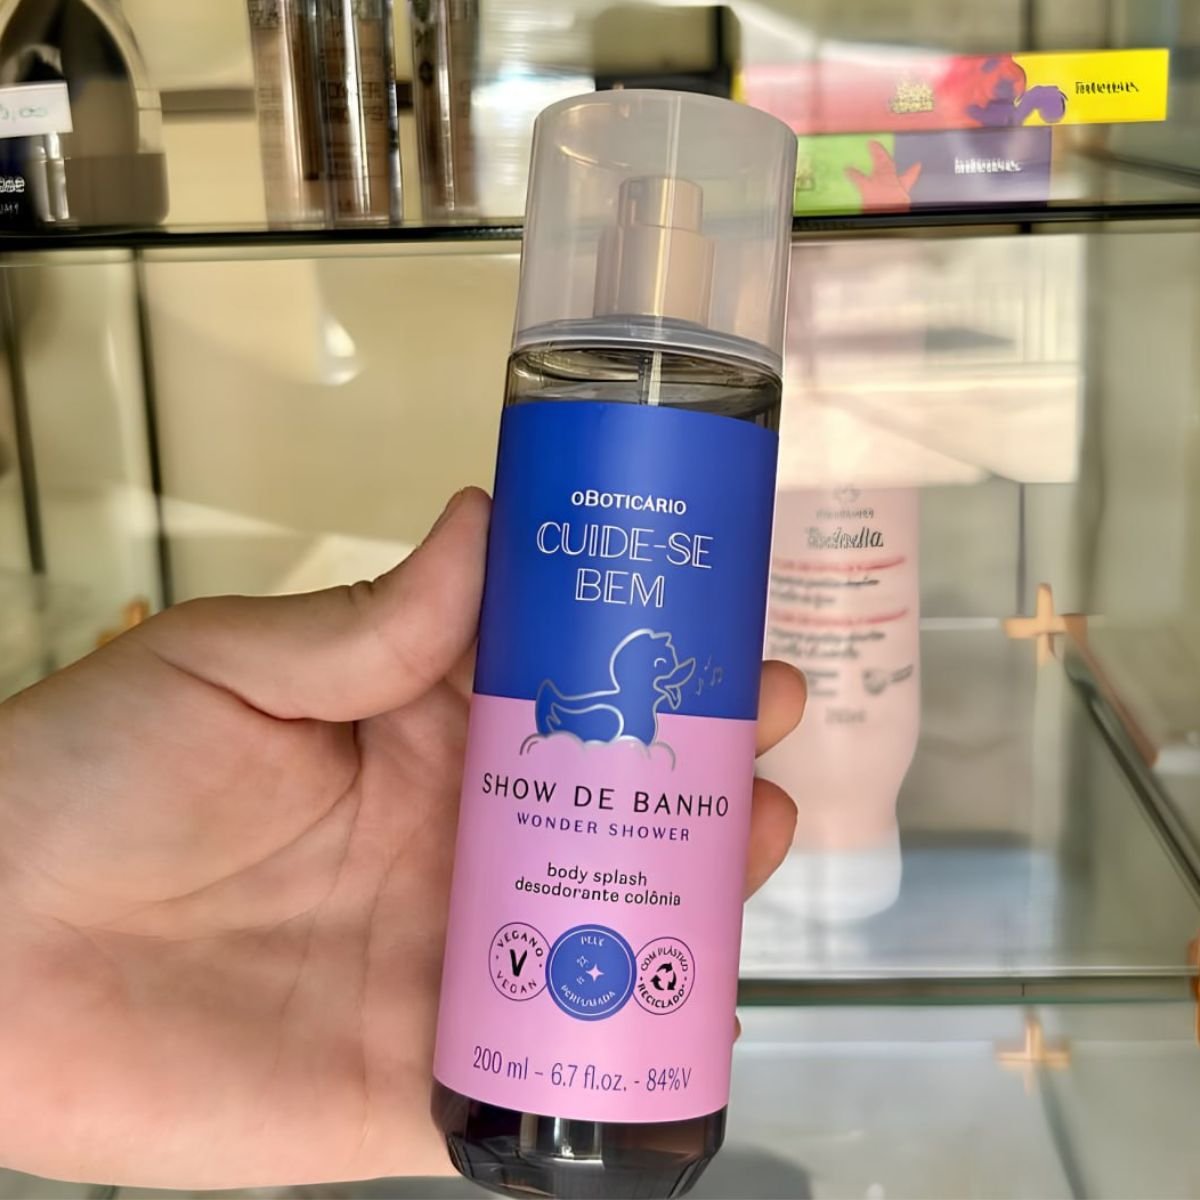 oBOTICÁRIO
CUIDE-SE
BEM
SHOW DE BANHO
WONDER SHOWER
body splash
desodorante colônia
VEGANO
V
VEGAN
PELE
PERFUMADA
COM PLÁSTICO
RECICLADO
200 ml – 6.7 fl.oz. - 84%V